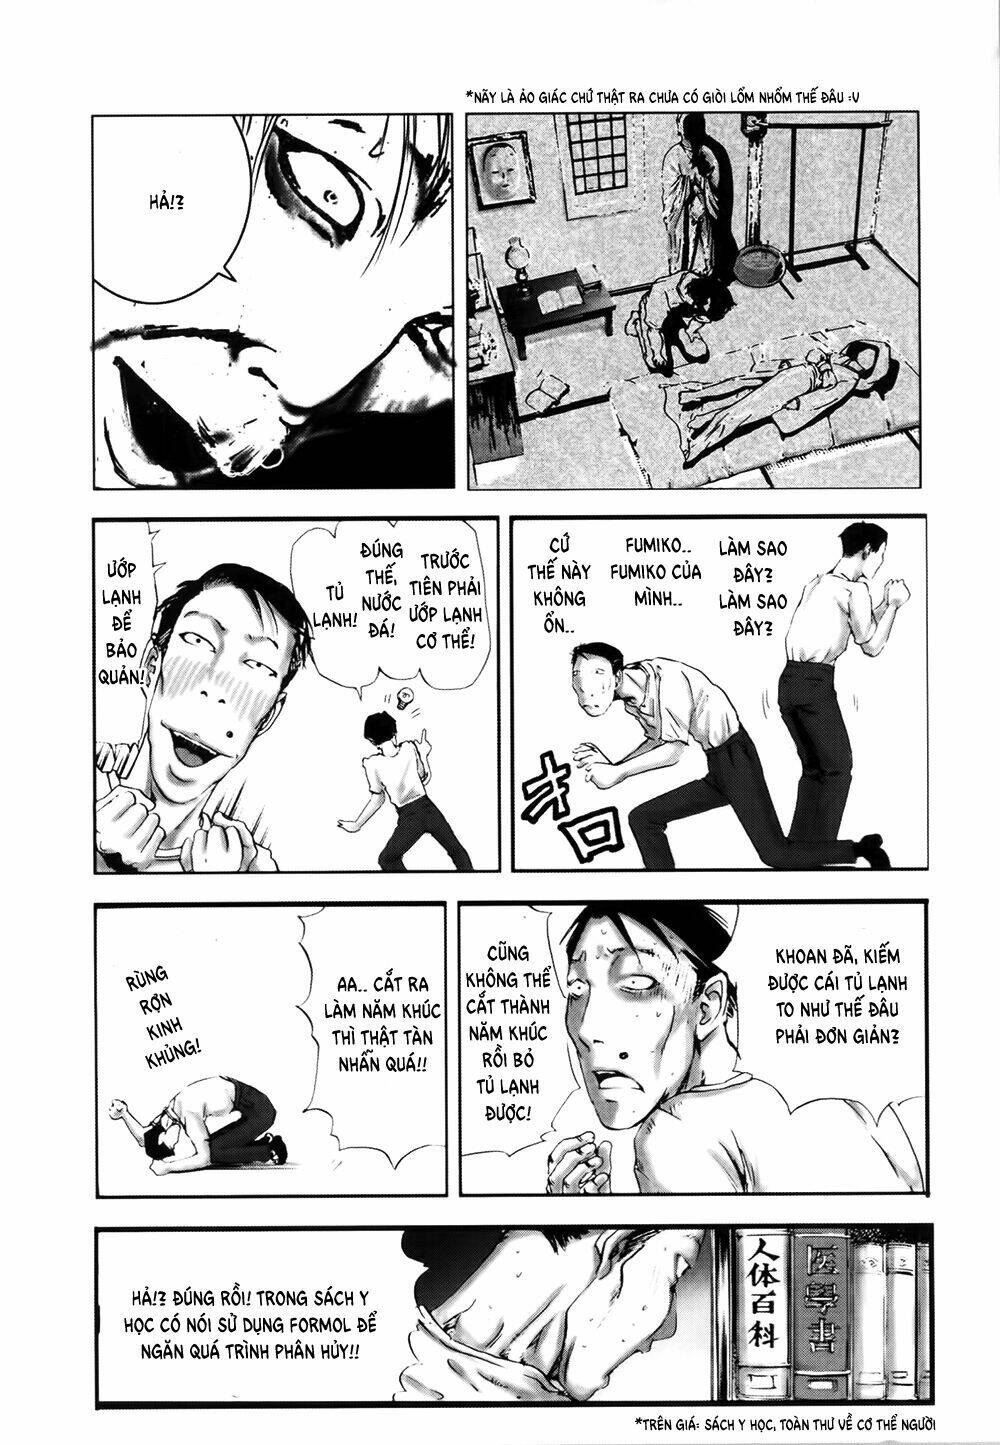 *NÃY LÀ ẢO GIÁC CHỨ THẬT RA CHƯA CÓ GIÒI LỔM NHỔM THẾ ĐÂU :V
HẢ!?
LÀM SAO
ĐÂY?
LÀM SAO
ĐÂY?
FUMIKO..
FUMIKO CỦA
MÌNH..
CỨ
THẾ NÀY
KHÔNG
ỔN..
キロ
TRƯỚC
TIÊN PHẢI
ƯỚP LẠNH
CƠ THỂ!
ĐÚNG
THẾ,
NƯỚC
ĐÁ!
TỦ
LẠNH!
ƯỚP
LẠNH
ĐỂ
BẢO
QUẢN!
KHOAN ĐÃ, KIẾM
ĐƯỢC CÁI TỦ LẠNH
TO NHƯ THẾ ĐÂU
PHẢI ĐƠN GIẢN?
CŨNG
KHÔNG THỂ
CẮT THÀNH
NĂM KHÚC
RỒI BỎ
TỦ LẠNH
ĐƯỢC!
AA.. CẮT RA
LÀM NĂM KHÚC
THÌ THẬT TÀN
NHẪN QUÁ!!
RÙNG
RỢN
KINH
KHỦNG!
HẢ!? ĐÚNG RỒI! TRONG SÁCH Y
HỌC CÓ NÓI SỬ DỤNG FORMOL ĐỂ
NGĂN QUÁ TRÌNH PHÂN HỦY!!
人体百科
医学書
*TRÊN GIÁ: SÁCH Y HỌC, TOÀN THƯ VỀ CƠ THỂ NGƯỜI